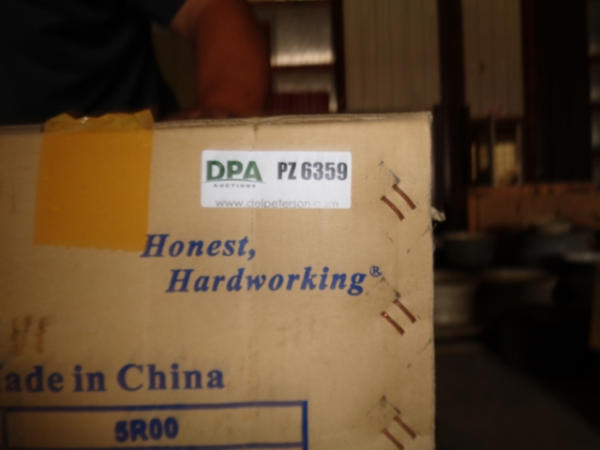 DPA PZ 6359
AUCTIONS
www.delpeterson.com
Honest,
Hardworking®
ade in China
5R00